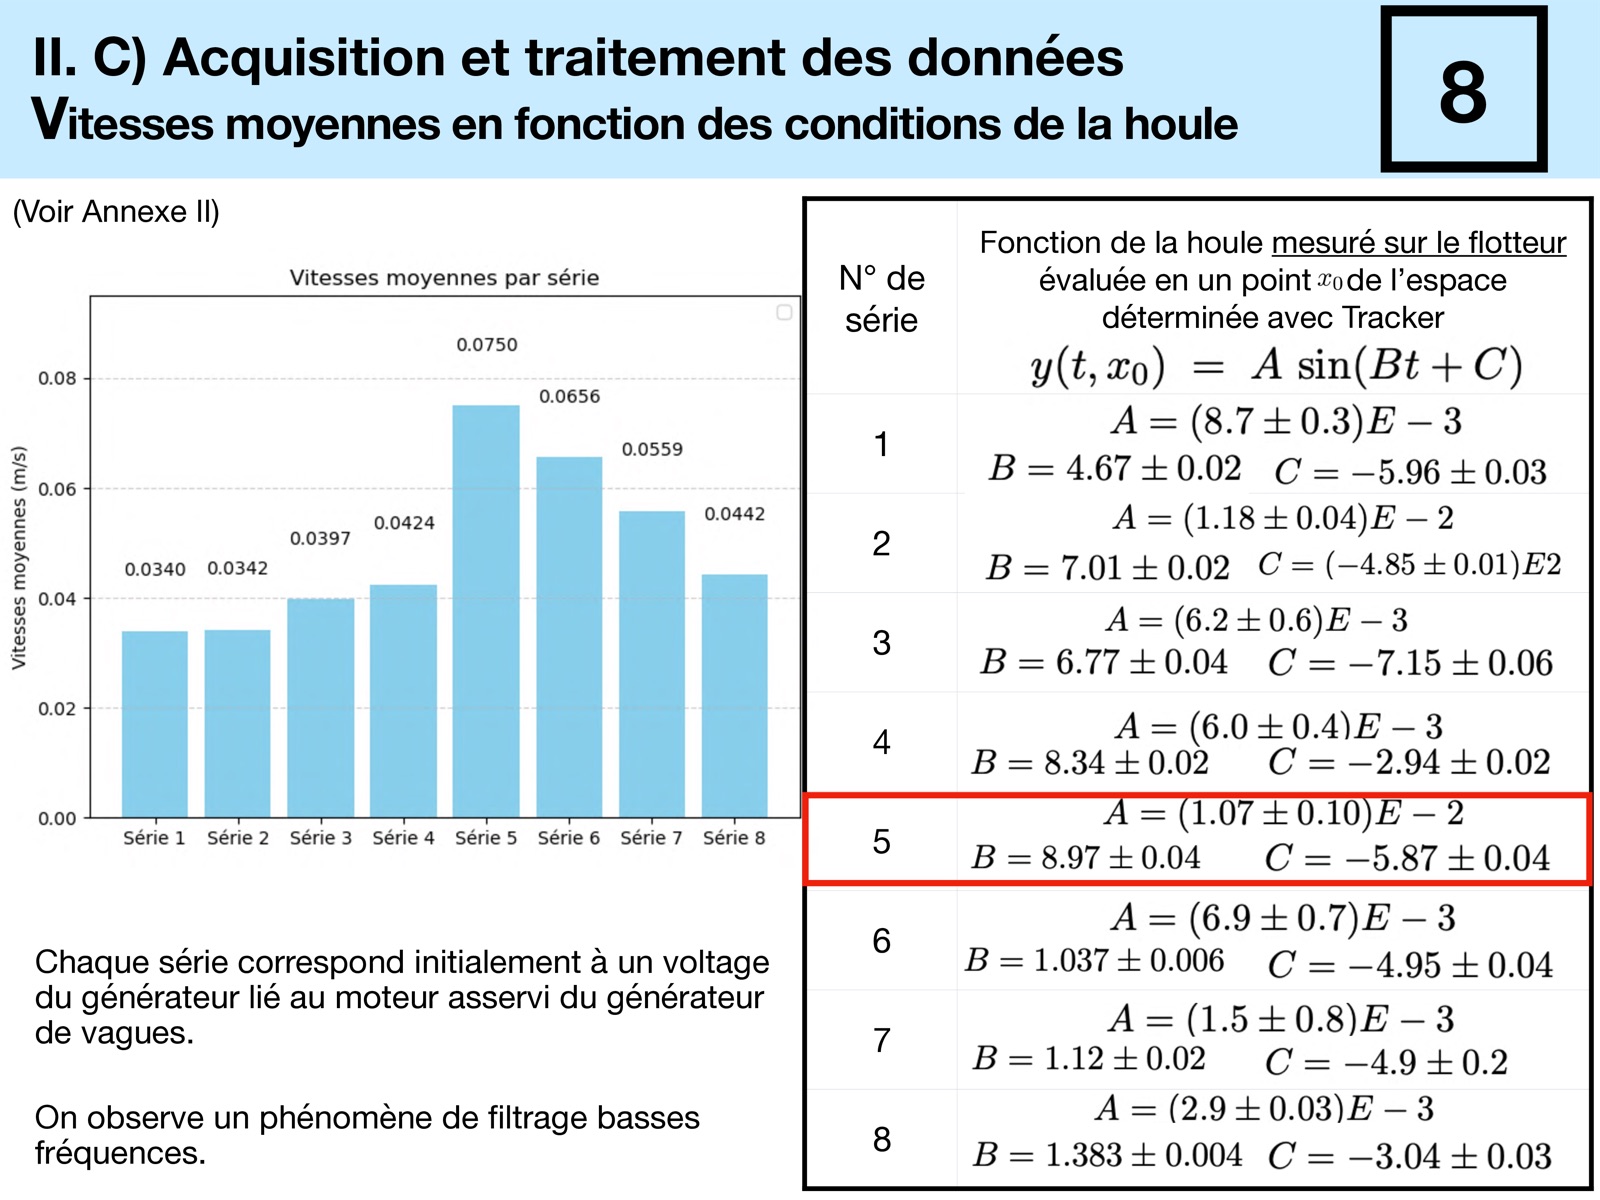 II. C) Acquisition et traitement des données
Vitesses moyennes en fonction des conditions de la houle
8
(Voir Annexe II)
Vitesses moyennes par série
Vitesses moyennes (m/s)
0.08
0.06
0.04
0.02
0.00
0.0340
0.0342
0.0397
0.0424
0.0750
0.0656
0.0559
0.0442
Série 1
Série 2
Série 3
Série 4
Série 5
Série 6
Série 7
Série 8
Chaque série correspond initialement à un voltage
du générateur lié au moteur asservi du générateur
de vagues.
On observe un phénomène de filtrage basses
fréquences.
N° de
série
Fonction de la houle mesuré sur le flotteur
évaluée en un point x₀ de l’espace
déterminée avec Tracker
y(t, x₀) = A sin(Bt + C)
1
A = (8.7 ± 0.3)E − 3
B = 4.67 ± 0.02 C = −5.96 ± 0.03
2
A = (1.18 ± 0.04)E − 2
B = 7.01 ± 0.02 C = (−4.85 ± 0.01)E2
3
A = (6.2 ± 0.6)E − 3
B = 6.77 ± 0.04 C = −7.15 ± 0.06
4
A = (6.0 ± 0.4)E − 3
B = 8.34 ± 0.02 C = −2.94 ± 0.02
5
A = (1.07 ± 0.10)E − 2
B = 8.97 ± 0.04 C = −5.87 ± 0.04
6
A = (6.9 ± 0.7)E − 3
B = 1.037 ± 0.006 C = −4.95 ± 0.04
7
A = (1.5 ± 0.8)E − 3
B = 1.12 ± 0.02 C = −4.9 ± 0.2
8
A = (2.9 ± 0.03)E − 3
B = 1.383 ± 0.004 C = −3.04 ± 0.03